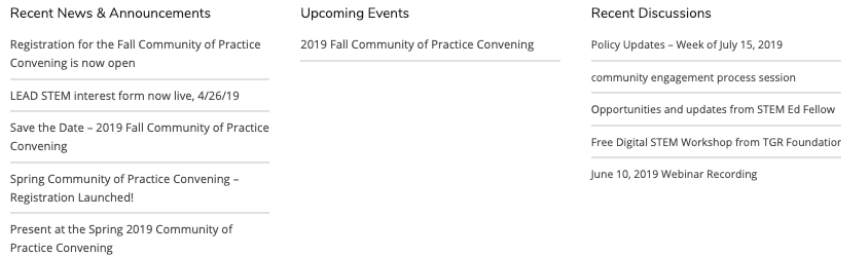 Recent News & Announcements
Registration for the Fall Community of Practice
Convening is now open
LEAD STEM interest form now live, 4/26/19
Save the Date – 2019 Fall Community of Practice
Convening
Spring Community of Practice Convening –
Registration Launched!
Present at the Spring 2019 Community of
Practice Convening
Upcoming Events
2019 Fall Community of Practice Convening
Recent Discussions
Policy Updates – Week of July 15, 2019
community engagement process session
Opportunities and updates from STEM Ed Fellow
Free Digital STEM Workshop from TGR Foundation
June 10, 2019 Webinar Recording